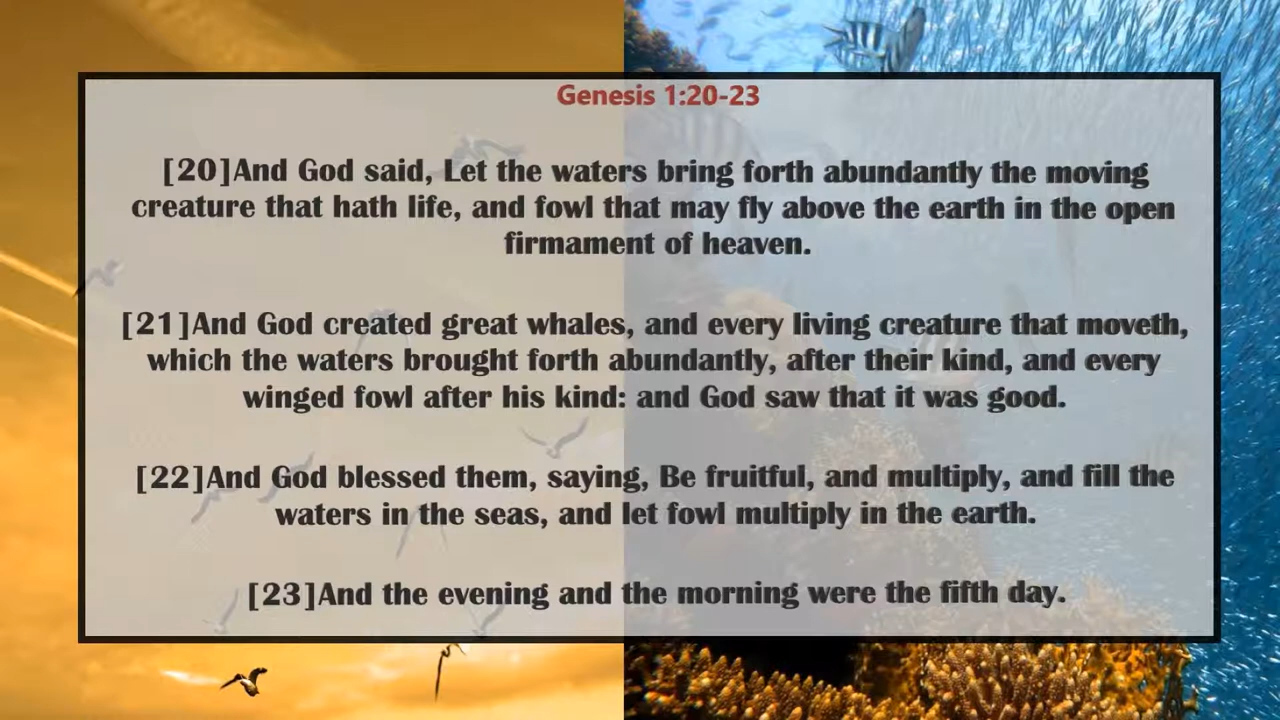 Genesis 1:20-23
[20]And God said, Let the waters bring forth abundantly the moving
creature that hath life, and fowl that may fly above the earth in the open
firmament of heaven.
[21]And God created great whales, and every living creature that moveth,
which the waters brought forth abundantly, after their kind, and every
winged fowl after his kind: and God saw that it was good.
[22]And God blessed them, saying, Be fruitful, and multiply, and fill the
waters in the seas, and let fowl multiply in the earth.
[23]And the evening and the morning were the fifth day.